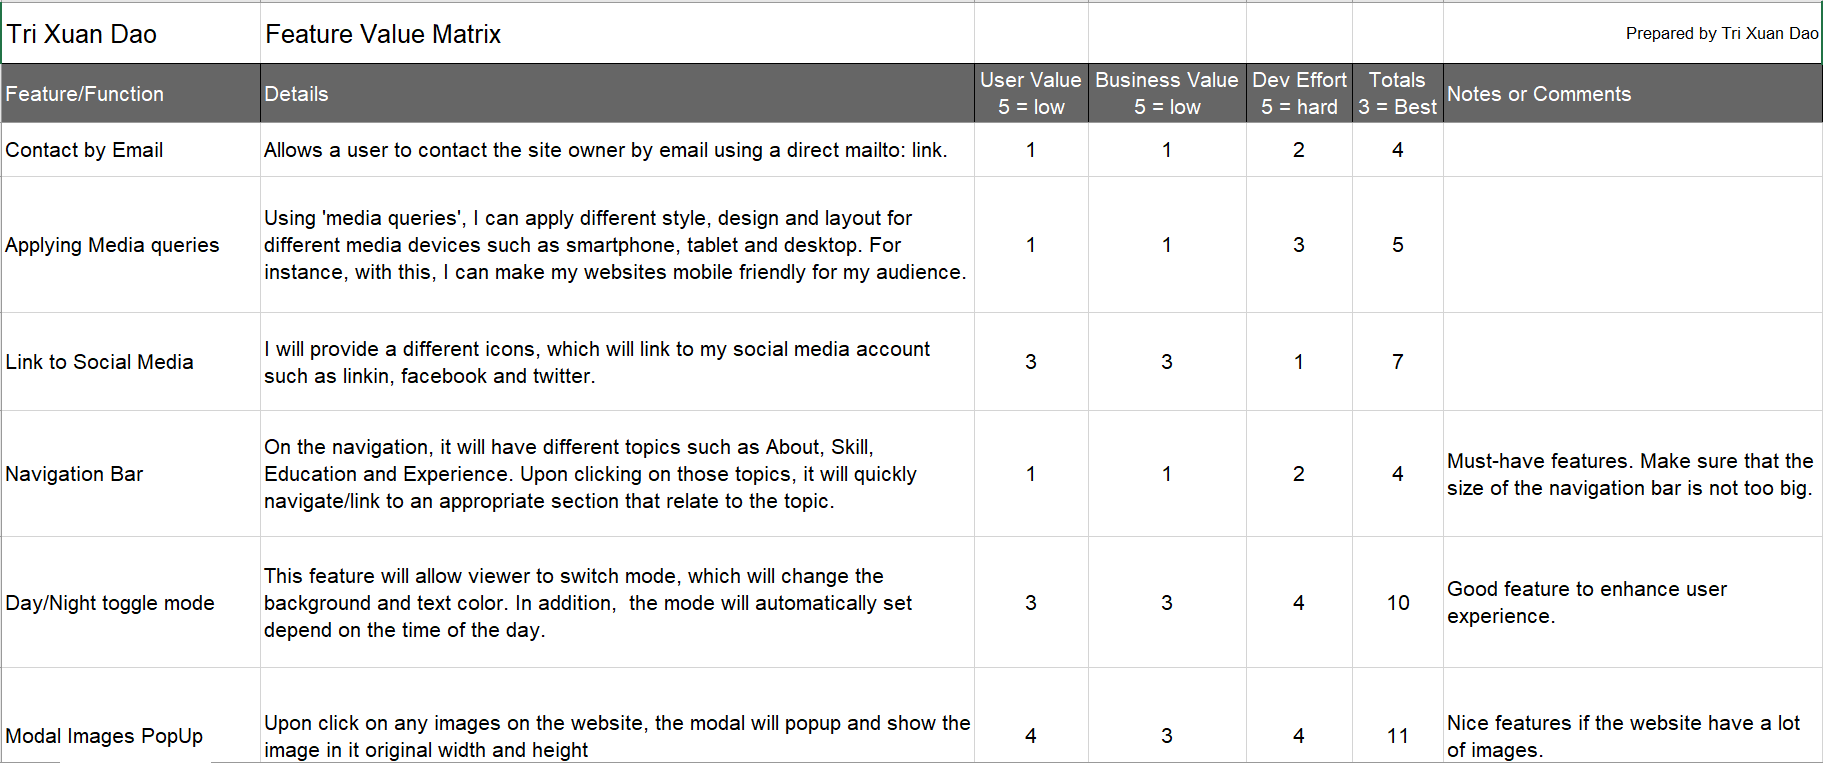 Tri Xuan Dao Feature Value Matrix Prepared by Tri Xuan Dao
Feature/Function Details User Value Business Value Dev Effort Totals Notes or Comments
5 = low 5 = low 5 = hard 3 = Best
Contact by Email Allows a user to contact the site owner by email using a direct mailto: link. 1 1 2 4
Using 'media queries', I can apply different style, design and layout for
Applying Media queries different media devices such as smartphone, tablet and desktop. For 1 1 3 5
instance, with this, I can make my websites mobile friendly for my audience.
I will provide a different icons, which will link to my social media account
Link to Social Media 3 3 1 7
such as linkin, facebook and twitter.
On the navigation, it will have different topics such as About, Skill,
Must-have features. Make sure that the
Navigation Bar Education and Experience. Upon clicking on those topics, it will quickly 1 1 2 4
size of the navigation bar is not too big.
navigate/link to an appropriate section that relate to the topic.
This feature will allow viewer to switch mode, which will change the
Good feature to enhance user
Day/Night toggle mode background and text color. In addition,  the mode will automatically set 3 3 4 10
experience.
depend on the time of the day.
Upon click on any images on the website, the modal will popup and show the
Nice features if the website have a lot
Modal Images PopUp 4 3 4 11
image in it original width and height
of images.